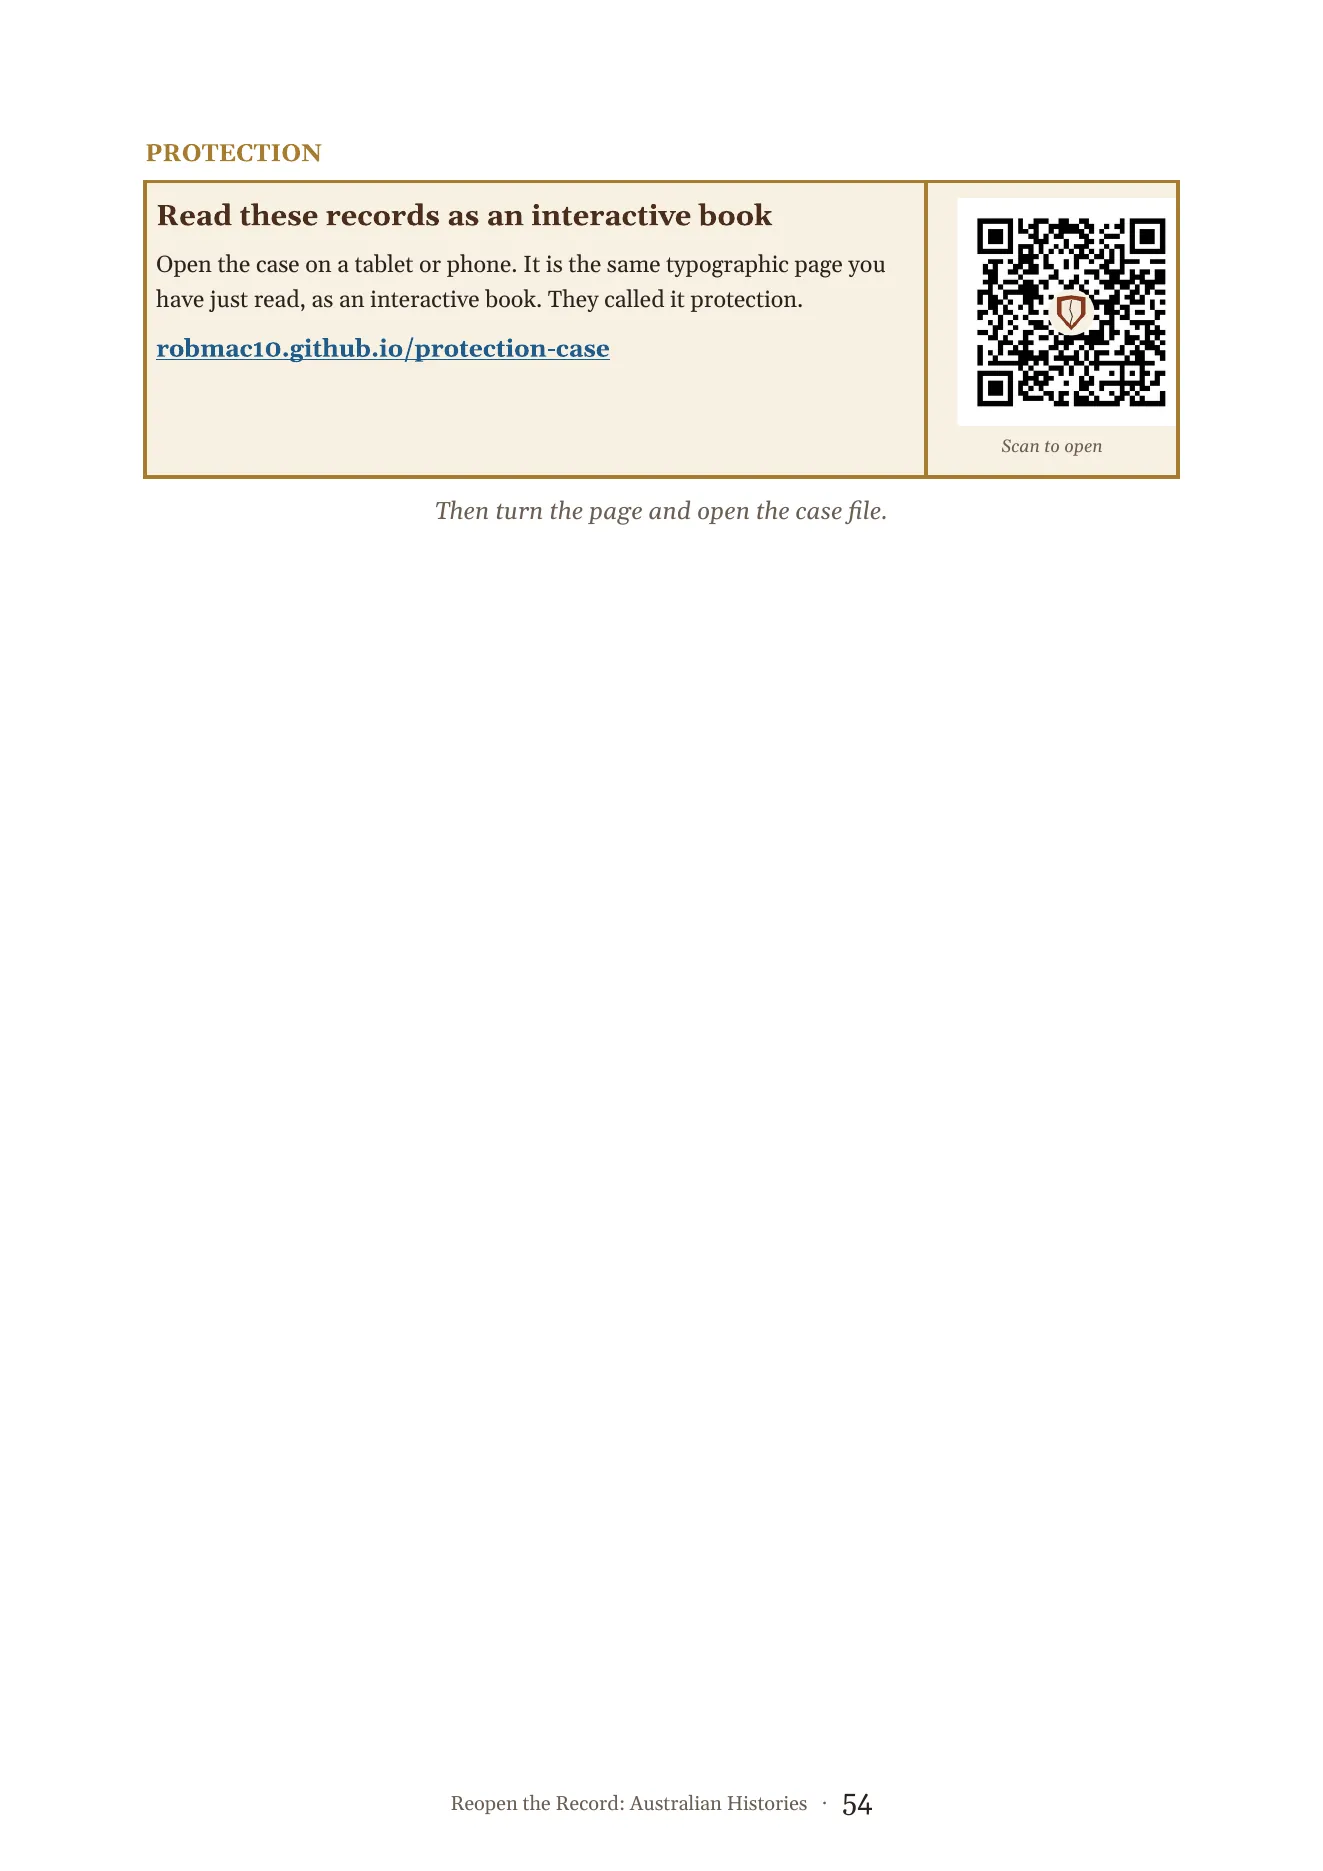 PROTECTION
Read these records as an interactive book
Open the case on a tablet or phone. It is the same typographic page you
have just read, as an interactive book. They called it protection.
robmac10.github.io/protection-case
Scan to open
Then turn the page and open the case file.
Reopen the Record: Australian Histories · 54